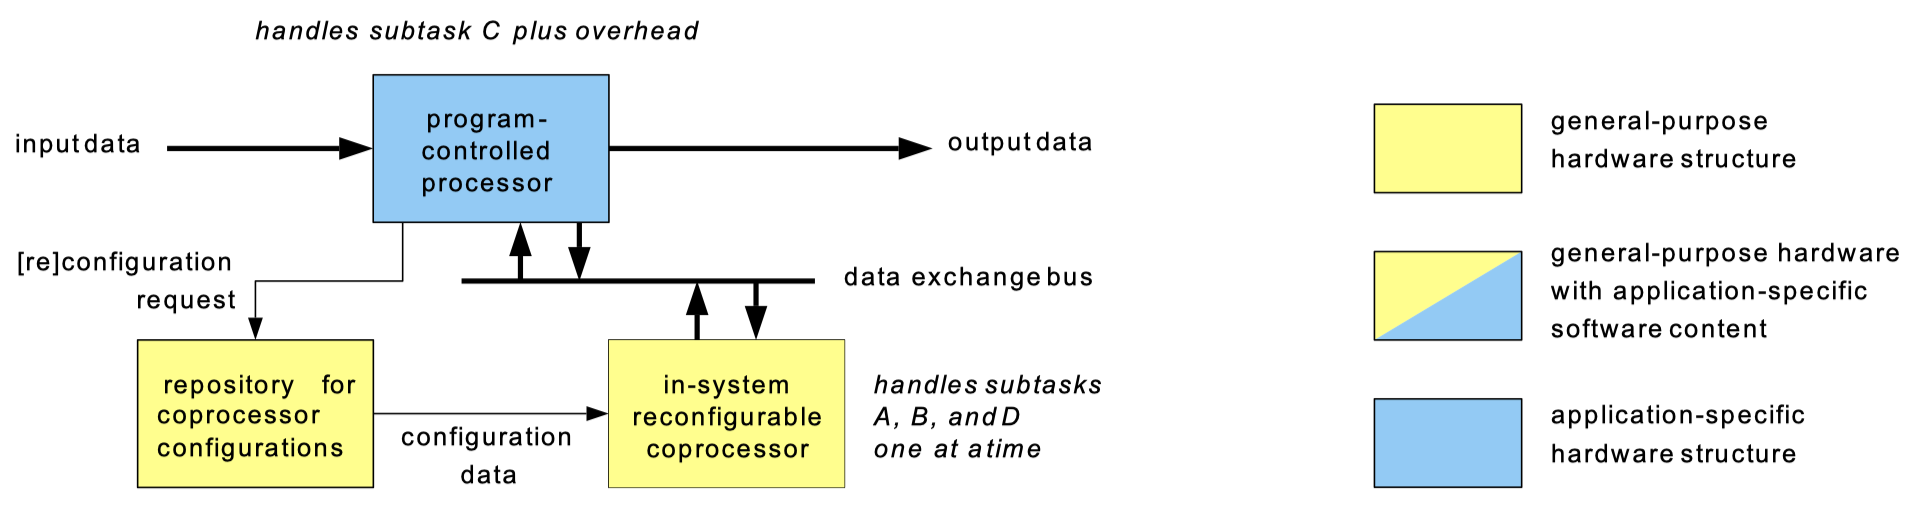 handles subtask C plus overhead
program-
controlled
processor
input data
output data
[re]configuration
request
data exchange bus
repository for
coprocessor
configurations
configuration
data
in-system
reconfigurable
coprocessor
handles subtasks
A, B, and D
one at a time
general-purpose
hardware structure
general-purpose hardware
with application-specific
software content
application-specific
hardware structure